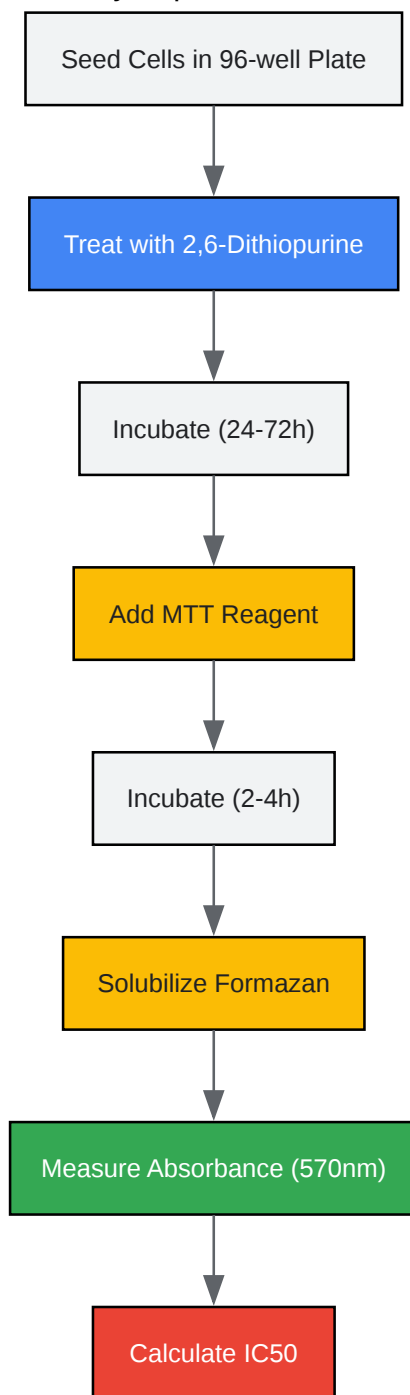 Seed Cells in 96-well Plate
Treat with 2,6-Dithiopurine
Incubate (24-72h)
Add MTT Reagent
Incubate (2-4h)
Solubilize Formazan
Measure Absorbance (570nm)
Calculate IC50